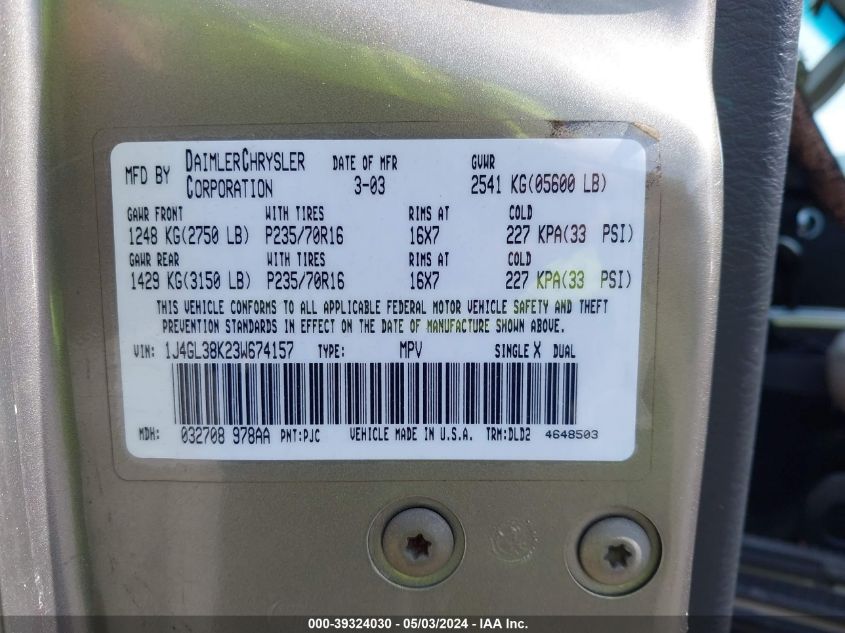 MFD BY DAIMLERCHRYSLER CORPORATION DATE OF MFR 3-03 GVWR 2541 KG(05600 LB)
GAWR FRONT WITH TIRES RIMS AT COLD
1248 KG(2750 LB) P235/70R16 16X7 227 KPA(33 PSI)
GAWR REAR WITH TIRES RIMS AT COLD
1429 KG(3150 LB) P235/70R16 16X7 227 KPA(33 PSI)
THIS VEHICLE CONFORMS TO ALL APPLICABLE FEDERAL MOTOR VEHICLE SAFETY AND THEFT
PREVENTION STANDARDS IN EFFECT ON THE DATE OF MANUFACTURE SHOWN ABOVE.
VIN: 1J4GL38K23W674157 TYPE: MPV SINGLE X DUAL
MDH: 032708 978AA PNT:PJC VEHICLE MADE IN U.S.A. TRM:DLD2 4648503
000-39324030 - 05/03/2024 - IAA Inc.